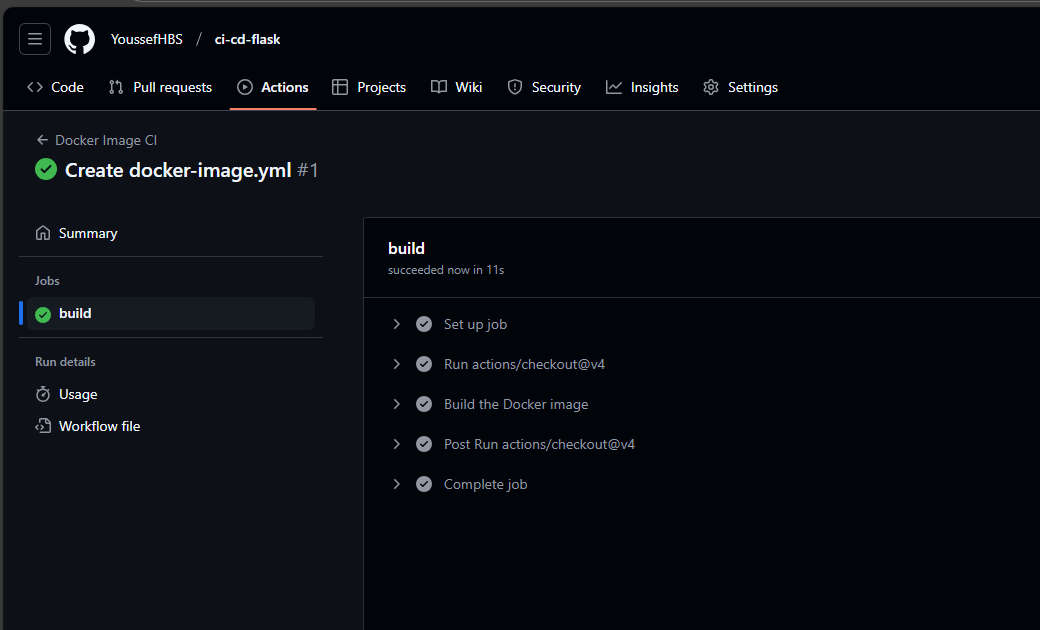 YoussefHBS / ci-cd-flask
Code Pull requests Actions Projects Wiki Security Insights Settings
Docker Image CI
Create docker-image.yml #1
Summary
Jobs
build
Run details
Usage
Workflow file
build
succeeded now in 11s
Set up job
Run actions/checkout@v4
Build the Docker image
Post Run actions/checkout@v4
Complete job